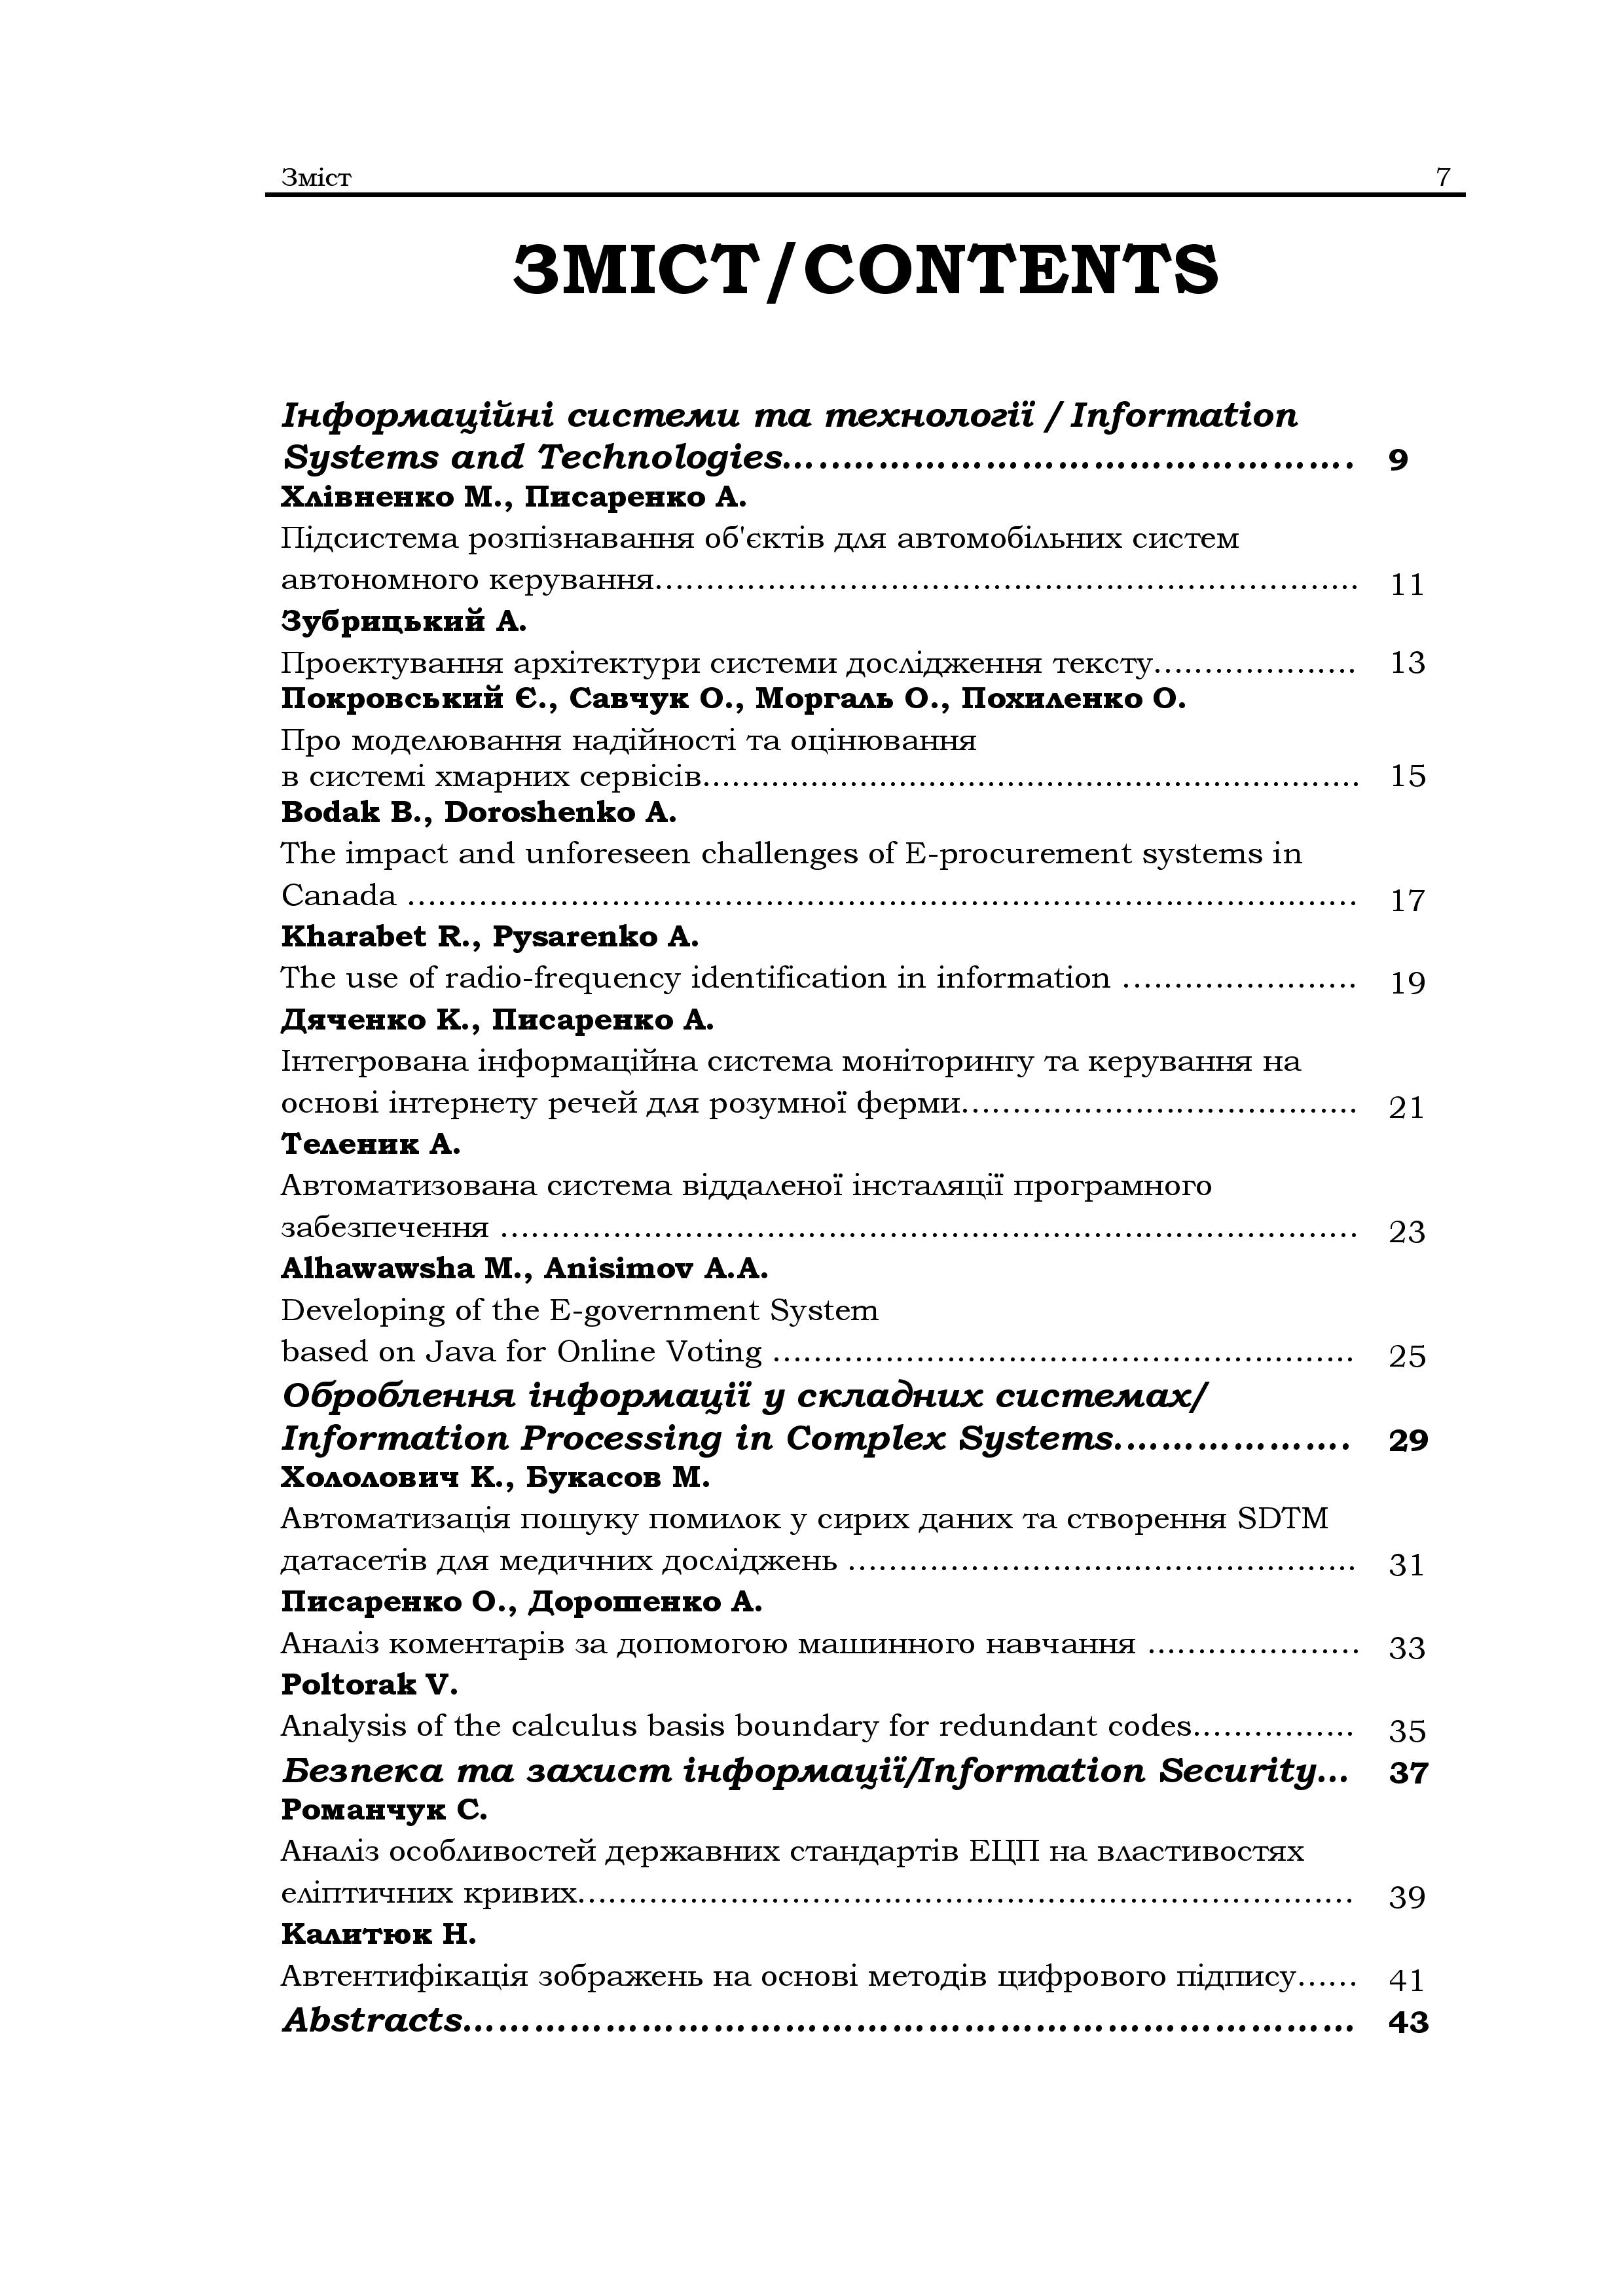 Зміст 7
ЗМІСТ/CONTENTS
Інформаційні системи та технології / Information
Systems and Technologies................................................ 9
Хлівненко М., Писаренко А.
Підсистема розпізнавання об'єктів для автомобільних систем
автономного керування..................................................................... 11
Зубрицький А.
Проектування архітектури системи дослідження тексту.................... 13
Покровський Є., Савчук О., Моргаль О., Похиленко О.
Про моделювання надійності та оцінювання
в системі хмарних сервісів................................................................. 15
Bodak B., Doroshenko A.
The impact and unforeseen challenges of E-procurement systems in
Canada ............................................................................................. 17
Kharabet R., Pysarenko A.
The use of radio-frequency identification in information ....................... 19
Дяченко К., Писаренко А.
Інтегрована інформаційна система моніторингу та керування на
основі інтернету речей для розумної ферми....................................... 21
Теленик А.
Автоматизована система віддаленої інсталяції програмного
забезпечення .................................................................................... 23
Alhawawsha M., Anisimov A.A.
Developing of the E-government System
based on Java for Online Voting ......................................................... 25
Оброблення інформації у складних системах/
Information Processing in Complex Systems.................... 29
Хололович К., Букасов М.
Автоматизація пошуку помилок у сирих даних та створення SDTM
датасетів для медичних досліджень .................................................. 31
Писаренко О., Дорошенко А.
Аналіз коментарів за допомогою машинного навчання ..................... 33
Poltorak V.
Analysis of the calculus basis boundary for redundant codes................ 35
Безпека та захист інформації/Information Security... 37
Романчук С.
Аналіз особливостей державних стандартів ЕЦП на властивостях
еліптичних кривих............................................................................ 39
Калитюк Н.
Автентифікація зображень на основі методів цифрового підпису...... 41
Abstracts........................................................................... 43